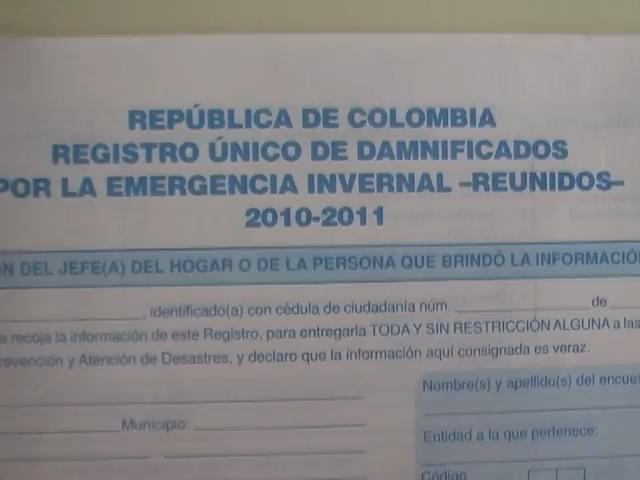 REPÚBLICA DE COLOMBIA
REGISTRO ÚNICO DE DAMNIFICADOS
POR LA EMERGENCIA INVERNAL –REUNIDOS–
2010-2011
DEL JEFE(A) DEL HOGAR O DE LA PERSONA QUE BRINDÓ LA INFORMACIÓN
, identificado(a) con cédula de ciudadanía núm. de
recoja la información de este Registro, para entregarla TODA Y SIN RESTRICCIÓN ALGUNA a las
revención y Atención de Desastres, y declaro que la información aquí consignada es veraz.
Nombre(s) y apellido(s) del encues
Municipio
Entidad a la que pertenece:
Código